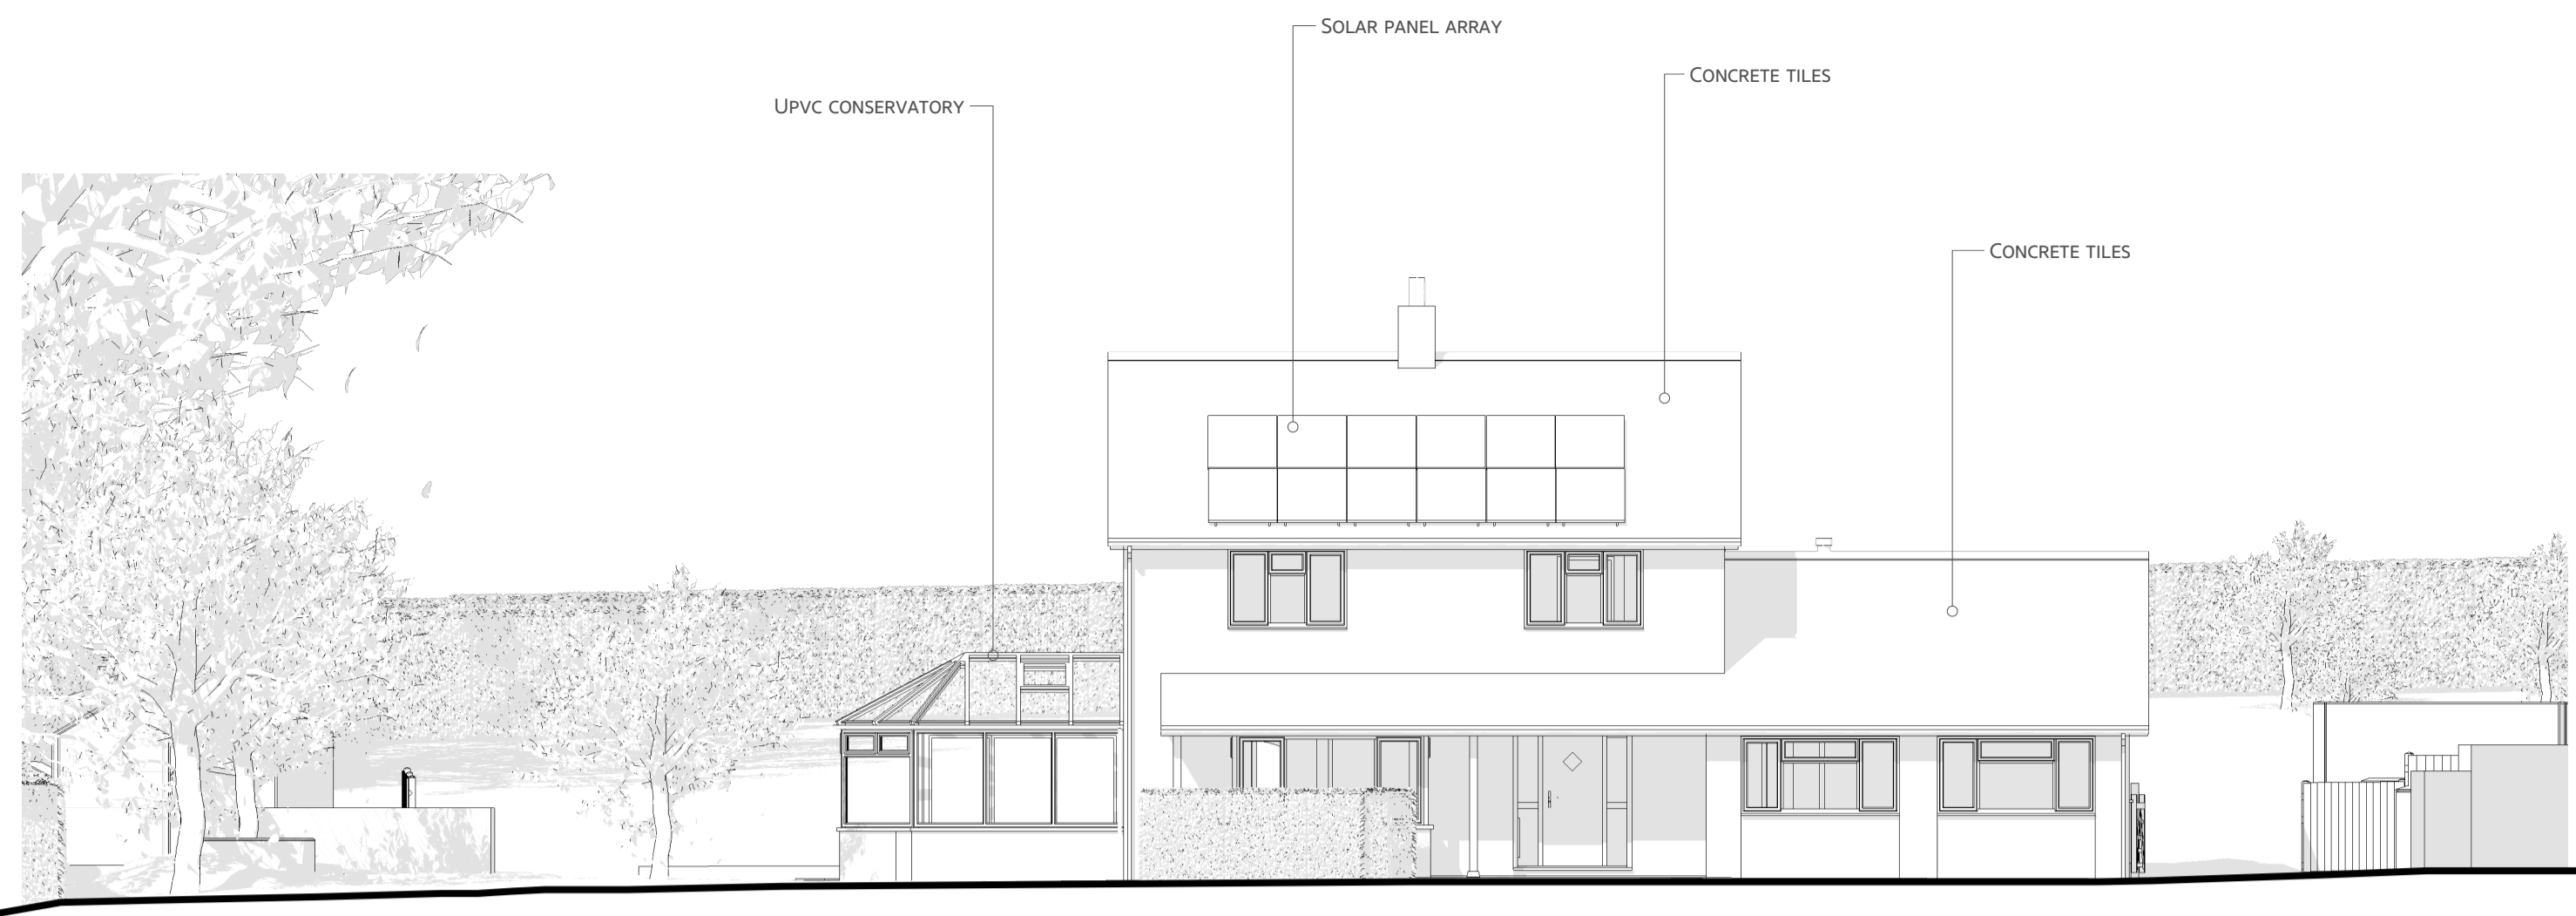 SOLAR PANEL ARRAY
CONCRETE TILES
UPVC CONSERVATORY
CONCRETE TILES